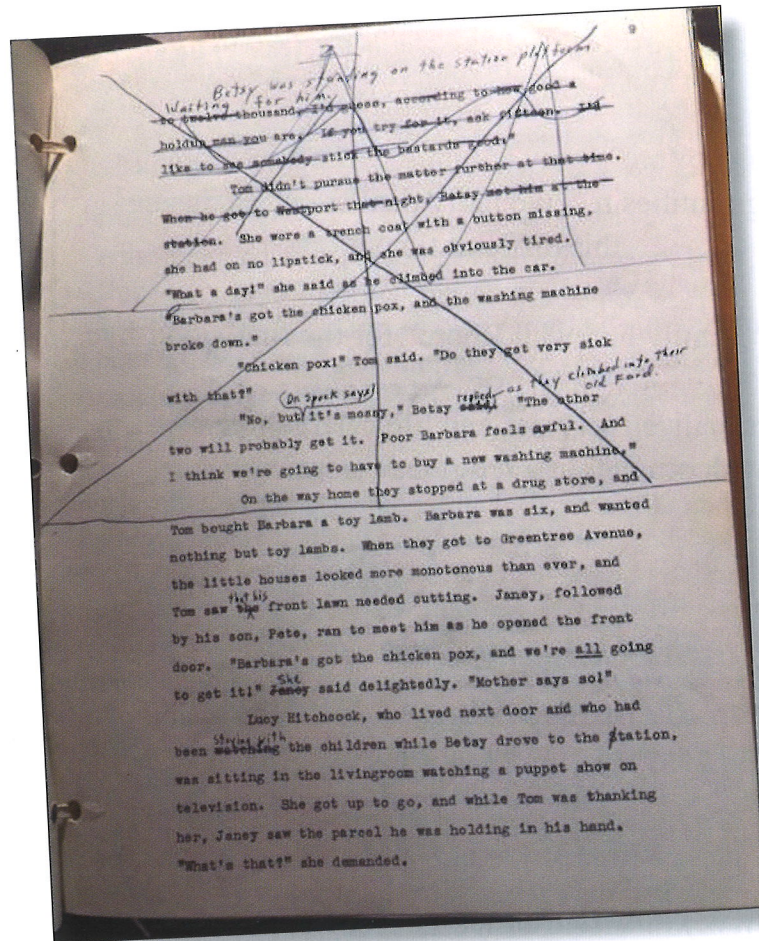 9
2
Betsy was standing on the station platform
Waiting for him.
to twelve thousand, I'd guess, according to how good a
holdup man you are. If you try for it, ask fifteen. I'd
like to see somebody stick the bastards good."
Tom didn't pursue the matter further at that time.
When he got to Westport that night, Betsy met him at the
station. She wore a trench coat with a button missing,
she had on no lipstick, and she was obviously tired.
"What a day!" she said as he climbed into the car.
"Barbara's got the chicken pox, and the washing machine
broke down."
"Chicken pox!" Tom said. "Do they get very sick
with that?"
(Dr Spock says) replied as they climbed into their
old Ford.
"No, but it's messy," Betsy said. "The other
two will probably get it. Poor Barbara feels awful. And
I think we're going to have to buy a new washing machine."
On the way home they stopped at a drug store, and
Tom bought Barbara a toy lamb. Barbara was six, and wanted
nothing but toy lambs. When they got to Greentree Avenue,
the little houses looked more monotonous than ever, and
that his
Tom saw the front lawn needed cutting. Janey, followed
by his son, Pete, ran to meet him as he opened the front
door. "Barbara's got the chicken pox, and we're all going
She
to get it!" Janey said delightedly. "Mother says so!"
Lucy Hitchcock, who lived next door and who had
Staying with
been watching the children while Betsy drove to the station,
was sitting in the livingroom watching a puppet show on
television. She got up to go, and while Tom was thanking
her, Janey saw the parcel he was holding in his hand.
"What's that?" she demanded.